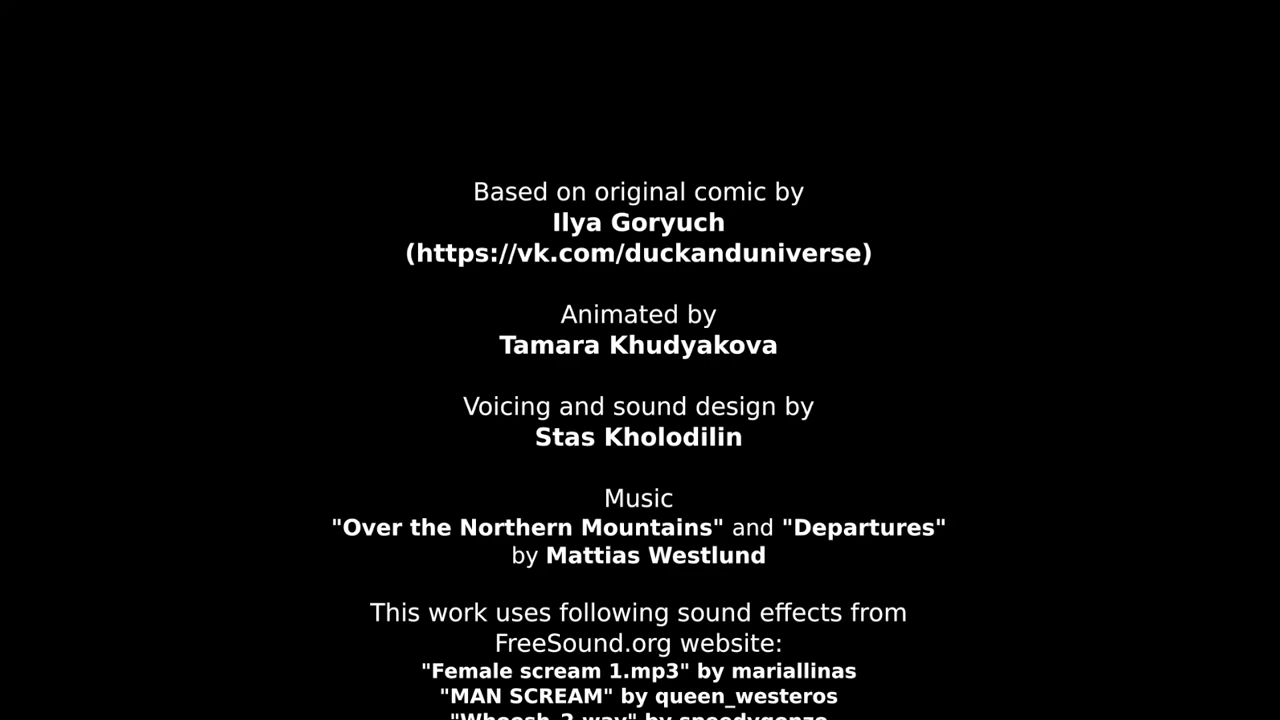 Based on original comic by
Ilya Goryuch
(https://vk.com/duckanduniverse)
Animated by
Tamara Khudyakova
Voicing and sound design by
Stas Kholodilin
Music
"Over the Northern Mountains" and "Departures"
by Mattias Westlund
This work uses following sound effects from
FreeSound.org website:
"Female scream 1.mp3" by mariallinas
"MAN SCREAM" by queen_westeros